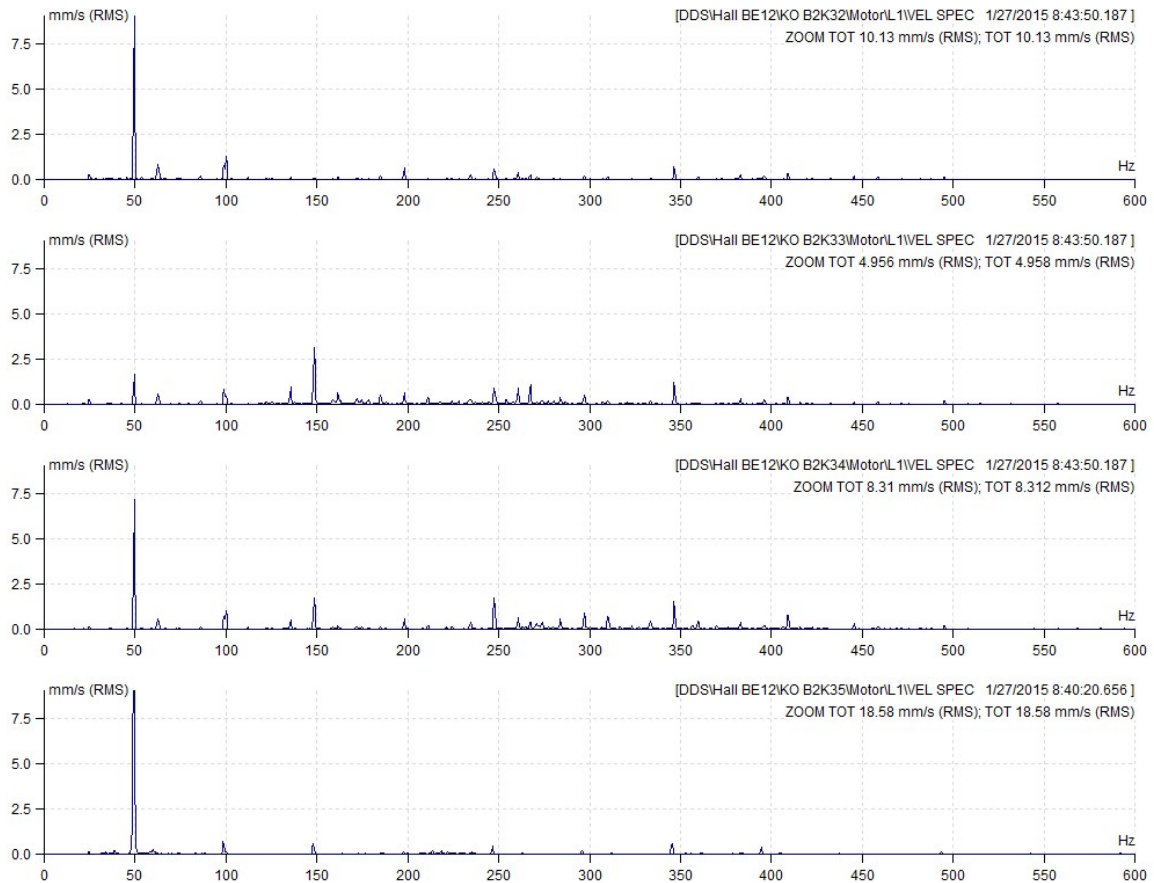 mm/s (RMS)
[DDS\Hall BE12\KO B2K32\Motor\L1\\VEL SPEC 1/27/2015 8:43:50.187 ]
ZOOM TOT 10.13 mm/s (RMS); TOT 10.13 mm/s (RMS)
7.5
5.0
2.5
Hz
0.0
0 50 100 150 200 250 300 350 400 450 500 550 600
mm/s (RMS)
[DDS\Hall BE12\KO B2K33\Motor\L1\\VEL SPEC 1/27/2015 8:43:50.187 ]
ZOOM TOT 4.956 mm/s (RMS); TOT 4.958 mm/s (RMS)
7.5
5.0
2.5
Hz
0.0
0 50 100 150 200 250 300 350 400 450 500 550 600
mm/s (RMS)
[DDS\Hall BE12\KO B2K34\Motor\L1\\VEL SPEC 1/27/2015 8:43:50.187 ]
ZOOM TOT 8.31 mm/s (RMS); TOT 8.312 mm/s (RMS)
7.5
5.0
2.5
Hz
0.0
0 50 100 150 200 250 300 350 400 450 500 550 600
mm/s (RMS)
[DDS\Hall BE12\KO B2K35\Motor\L1\\VEL SPEC 1/27/2015 8:40:20.656 ]
ZOOM TOT 18.58 mm/s (RMS); TOT 18.58 mm/s (RMS)
7.5
5.0
2.5
Hz
0.0
0 50 100 150 200 250 300 350 400 450 500 550 600